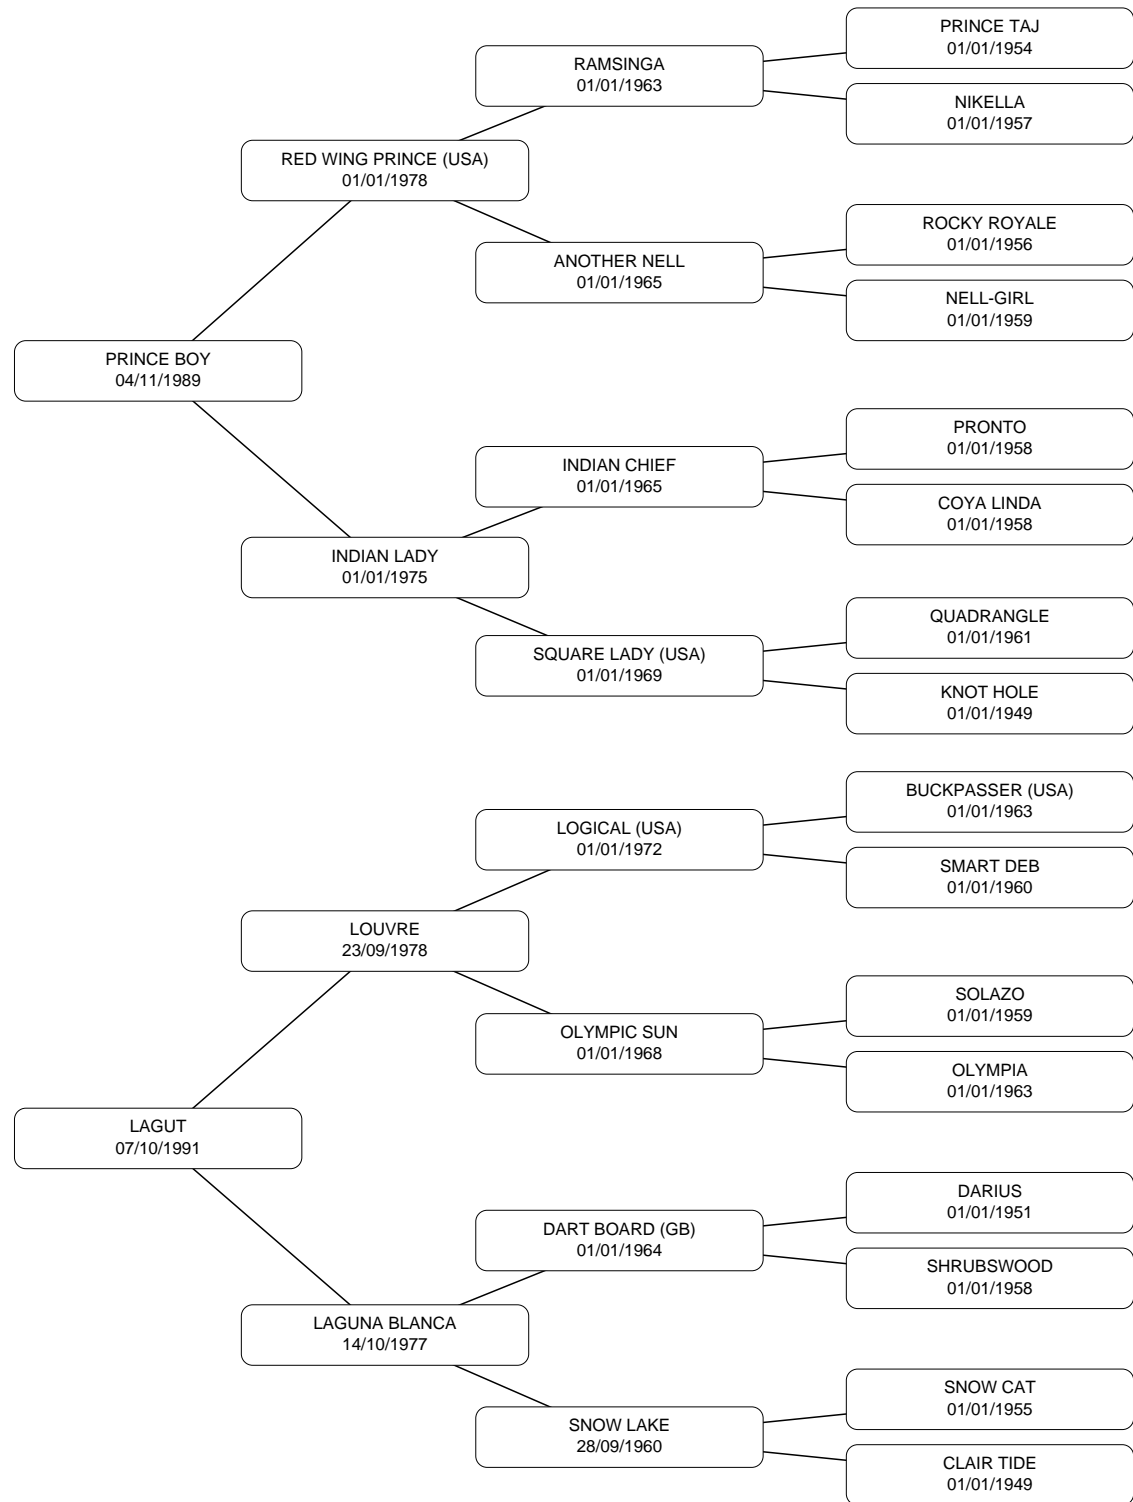 PRINCE TAJ
01/01/1954
RAMSINGA
01/01/1963
NIKELLA
01/01/1957
RED WING PRINCE (USA)
01/01/1978
ROCKY ROYALE
01/01/1956
ANOTHER NELL
01/01/1965
NELL-GIRL
01/01/1959
PRINCE BOY
04/11/1989
PRONTO
01/01/1958
INDIAN CHIEF
01/01/1965
COYA LINDA
01/01/1958
INDIAN LADY
01/01/1975
QUADRANGLE
01/01/1961
SQUARE LADY (USA)
01/01/1969
KNOT HOLE
01/01/1949
BUCKPASSER (USA)
01/01/1963
LOGICAL (USA)
01/01/1972
SMART DEB
01/01/1960
LOUVRE
23/09/1978
SOLAZO
01/01/1959
OLYMPIC SUN
01/01/1968
OLYMPIA
01/01/1963
LAGUT
07/10/1991
DARIUS
01/01/1951
DART BOARD (GB)
01/01/1964
SHRUBSWOOD
01/01/1958
LAGUNA BLANCA
14/10/1977
SNOW CAT
01/01/1955
SNOW LAKE
28/09/1960
CLAIR TIDE
01/01/1949